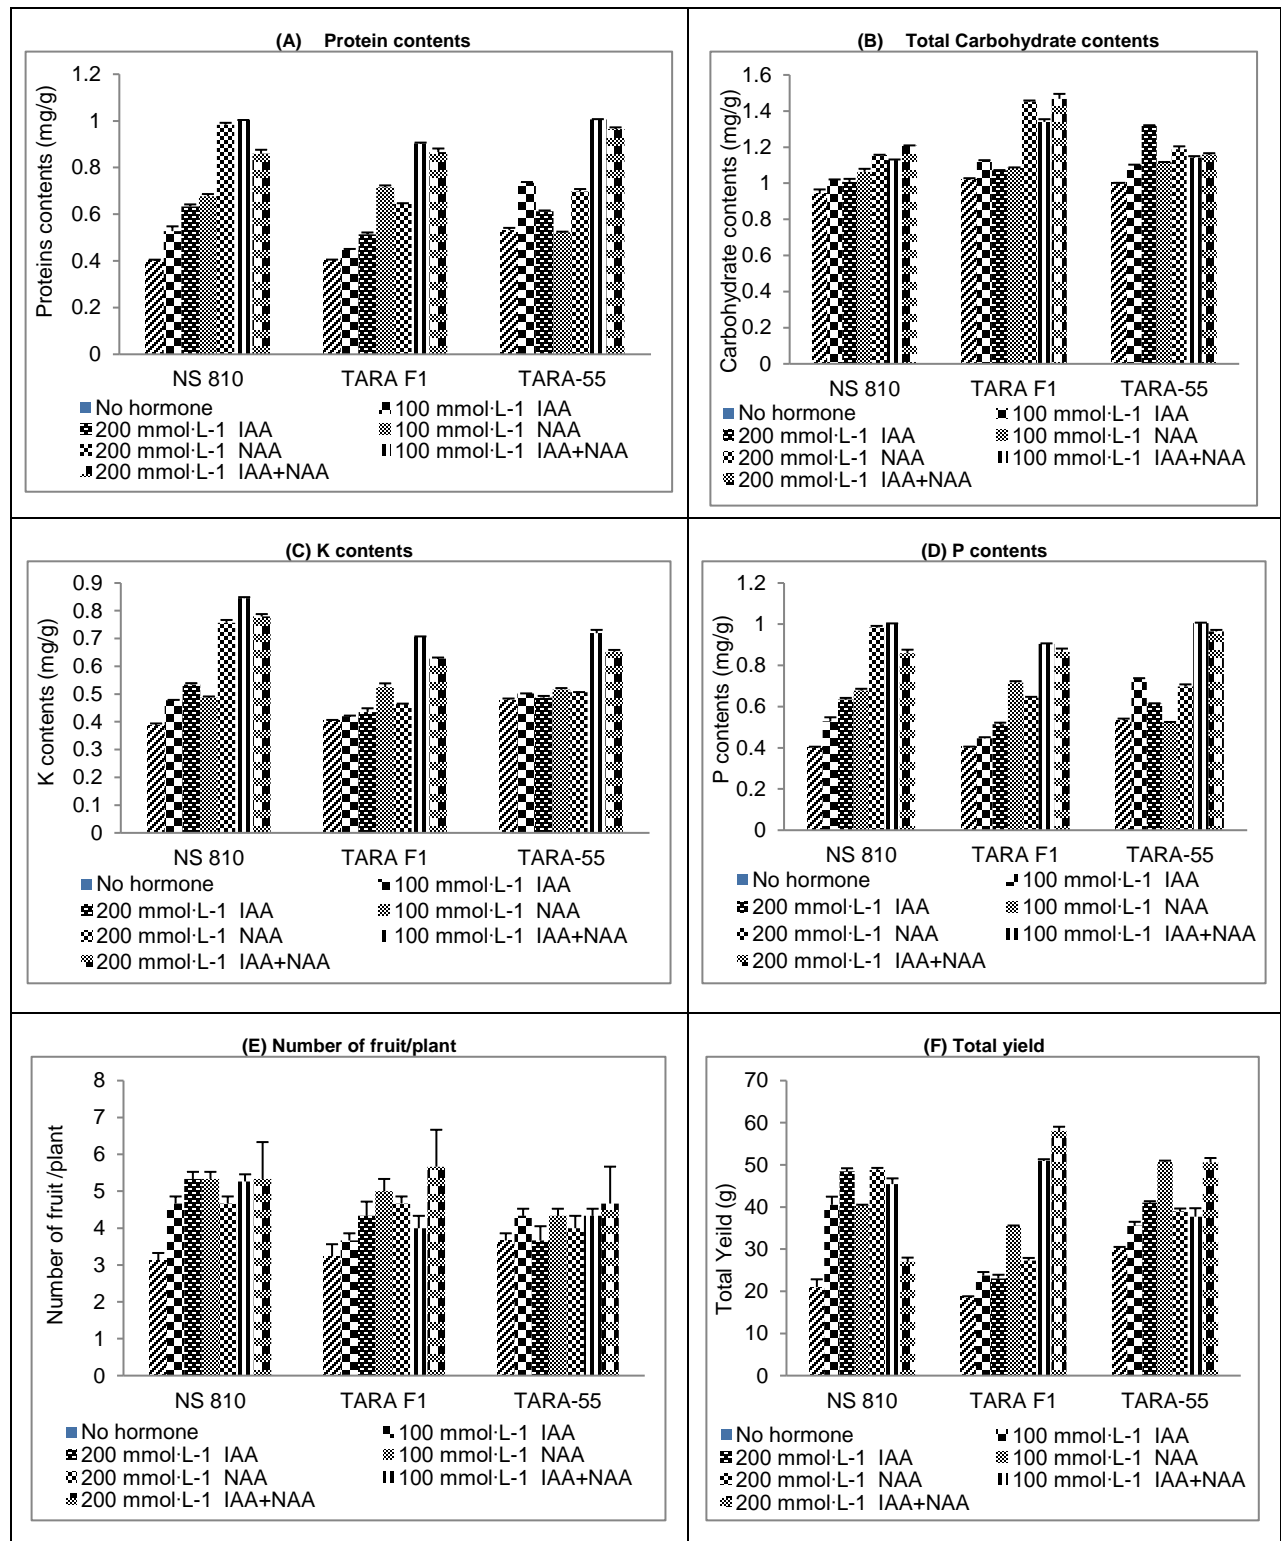 (A) Protein contents
Proteins contents (mg/g)
1.2
1
0.8
0.6
0.4
0.2
0
NS 810 TARA F1 TARA-55
No hormone 100 mmol·L-1 IAA
200 mmol·L-1 IAA 100 mmol·L-1 NAA
200 mmol·L-1 NAA 100 mmol·L-1 IAA+NAA
200 mmol·L-1 IAA+NAA
(B) Total Carbohydrate contents
Carbohydrate contents (mg/g)
1.6
1.4
1.2
1
0.8
0.6
0.4
0.2
0
NS 810 TARA F1 TARA-55
No hormone 100 mmol·L-1 IAA
200 mmol·L-1 IAA 100 mmol·L-1 NAA
200 mmol·L-1 NAA 100 mmol·L-1 IAA+NAA
200 mmol·L-1 IAA+NAA
(C) K contents
K contents (mg/g)
0.9
0.8
0.7
0.6
0.5
0.4
0.3
0.2
0.1
0
NS 810 TARA F1 TARA-55
No hormone 100 mmol·L-1 IAA
200 mmol·L-1 IAA 100 mmol·L-1 NAA
200 mmol·L-1 NAA 100 mmol·L-1 IAA+NAA
200 mmol·L-1 IAA+NAA
(D) P contents
P contents (mg/g)
1.2
1
0.8
0.6
0.4
0.2
0
NS 810 TARA F1 TARA-55
No hormone 100 mmol·L-1 IAA
200 mmol·L-1 IAA 100 mmol·L-1 NAA
200 mmol·L-1 NAA 100 mmol·L-1 IAA+NAA
200 mmol·L-1 IAA+NAA
(E) Number of fruit/plant
Number of fruit /plant
8
7
6
5
4
3
2
1
0
NS 810 TARA F1 TARA-55
No hormone 100 mmol·L-1 IAA
200 mmol·L-1 IAA 100 mmol·L-1 NAA
200 mmol·L-1 NAA 100 mmol·L-1 IAA+NAA
200 mmol·L-1 IAA+NAA
(F) Total yield
Total Yeild (g)
70
60
50
40
30
20
10
0
NS 810 TARA F1 TARA-55
No hormone 100 mmol·L-1 IAA
200 mmol·L-1 IAA 100 mmol·L-1 NAA
200 mmol·L-1 NAA 100 mmol·L-1 IAA+NAA
200 mmol·L-1 IAA+NAA